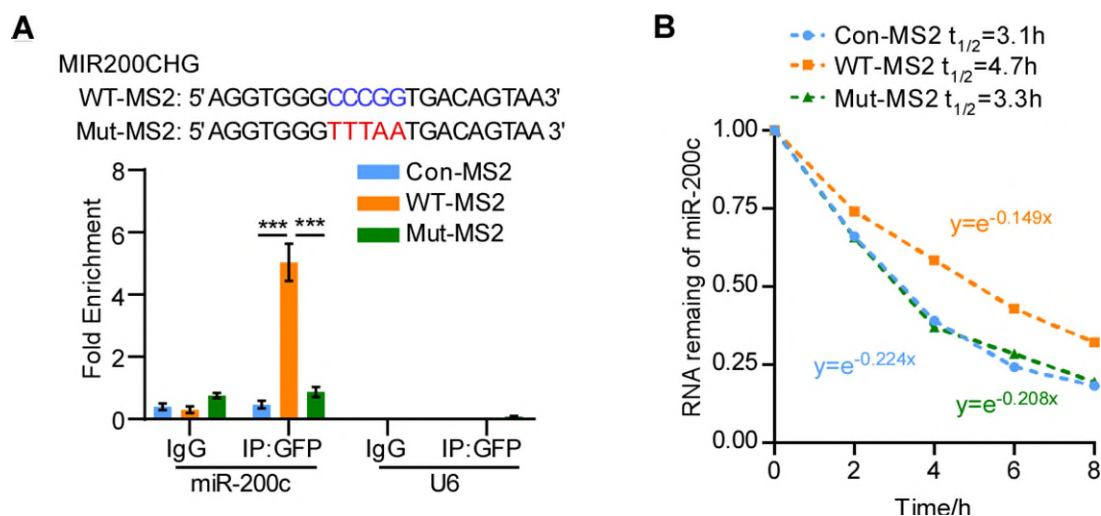 A
MIR200CHG
WT-MS2: 5'AGGTGGGCCCGGTGACAGTAA3'
Mut-MS2: 5'AGGTGGGTTTAATGACAGTAA 3'
Con-MS2
WT-MS2
Mut-MS2
Fold Enrichment
8
6
4
2
0
***
***
IgG
IP:GFP
IgG
IP:GFP
miR-200c
U6
B
Con-MS2 t1/2=3.1h
WT-MS2 t1/2=4.7h
Mut-MS2 t1/2=3.3h
RNA remaing of miR-200c
1.00
0.75
0.50
0.25
0.00
y=e-0.149x
y=e-0.224x
y=e-0.208x
0
2
4
6
8
Time/h